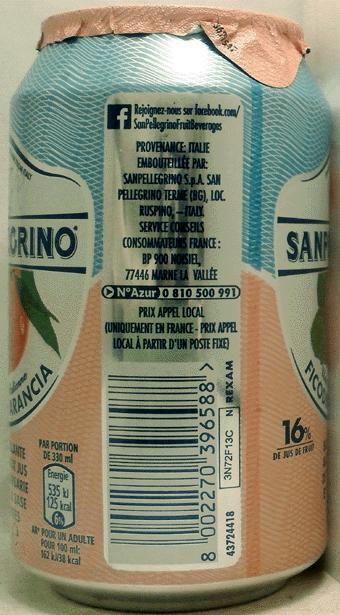 Rejoignez-nous sur facebook.com/
SanPellegrinoFruitBeverages
PROVENANCE: ITALIE
EMBOUTEILLÉE PAR:
SANPELLEGRINO S.p.A. SAN
PELLEGRINO TERME (BG), LOC.
RUSPINO, – ITALY.
SERVICE CONSEILS
CONSOMMATEURS FRANCE :
BP 900 NOISIEL,
77446 MARNE LA VALLÉE
N°Azur 0 810 500 991
PRIX APPEL LOCAL
(UNIQUEMENT EN FRANCE - PRIX APPEL
LOCAL À PARTIR D'UN POSTE FIXE)
8 002270 396588 >
N REXAM
3N72F13C
43724418
GRINO
ARANCIA
PAR PORTION
DE 330 ml
Energie
535 kJ
125 kcal
6%
AR* POUR UN ADULTE
POUR 100 ml:
162 kJ/38 kcal
SANP
FICOD
16%
DE JUS DE FRUIT